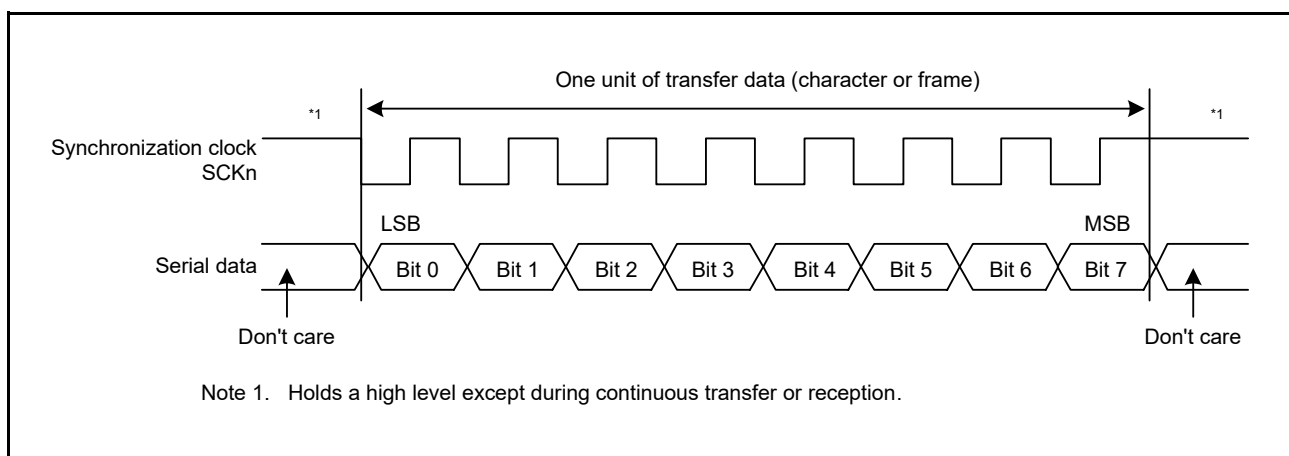 One unit of transfer data (character or frame)
*1
*1
Synchronization clock
SCKn
LSB
MSB
Serial data
Bit 0
Bit 1
Bit 2
Bit 3
Bit 4
Bit 5
Bit 6
Bit 7
Don't care
Don't care
Note 1. Holds a high level except during continuous transfer or reception.